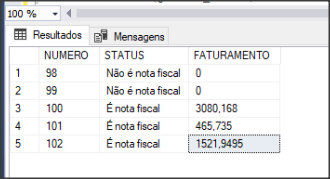 100 %
Resultados Mensagens
NUMERO STATUS FATURAMENTO
1 98 Não é nota fiscal 0
2 99 Não é nota fiscal 0
3 100 É nota fiscal 3080,168
4 101 É nota fiscal 465,735
5 102 É nota fiscal 1521,9495